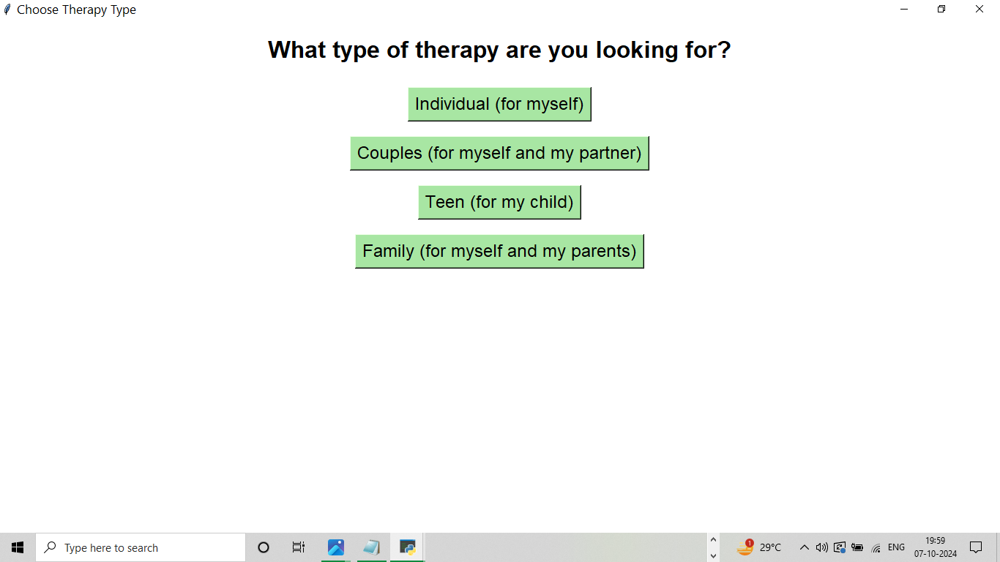 Choose Therapy Type
What type of therapy are you looking for?
Individual (for myself)
Couples (for myself and my partner)
Teen (for my child)
Family (for myself and my parents)
Type here to search
1
29°C
ENG
19:59
07-10-2024